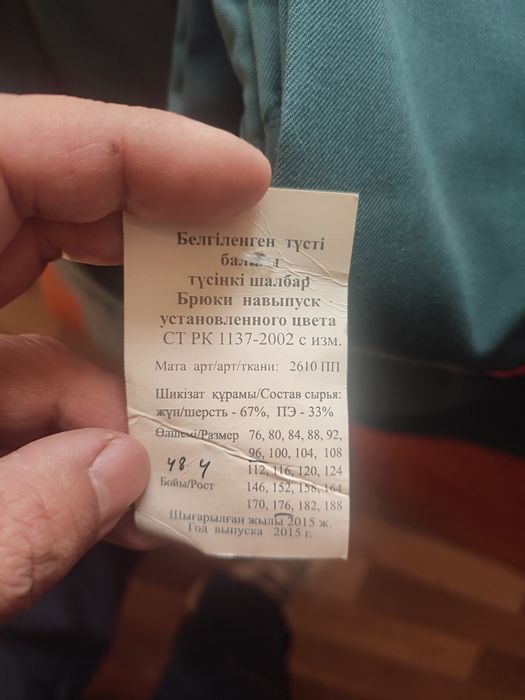 Белгіленген түсті
түсіңкі шалбар
Брюки навыпуск
установленного цвета
СТ РК 1137-2002 с изм.
Мата арт/арт/ткани: 2610 ПП
Шикізат құрамы/Состав сырья:
жүн/шерсть - 67%, ПЭ - 33%
Өлшемі/Размер 76, 80, 84, 88, 92,
96, 100, 104, 108
48 4
112, 116, 120, 124
Бойы/Рост 146, 152, 158, 164
170, 176, 182, 188
Шығарылған жылы 2015 ж.
Год выпуска 2015 г.